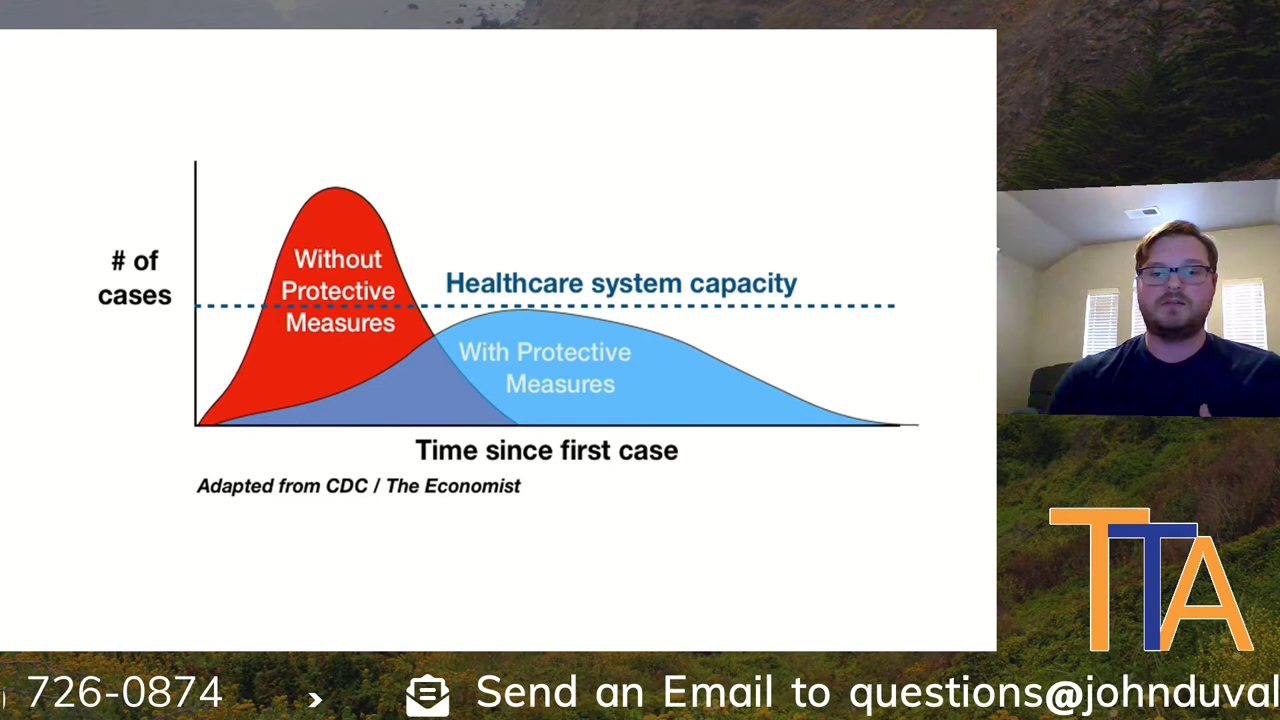 # of
cases
Without
Protective
Measures
Healthcare system capacity
With Protective
Measures
Time since first case
Adapted from CDC / The Economist
TTA
) 726-0874 › Send an Email to questions@johnduval